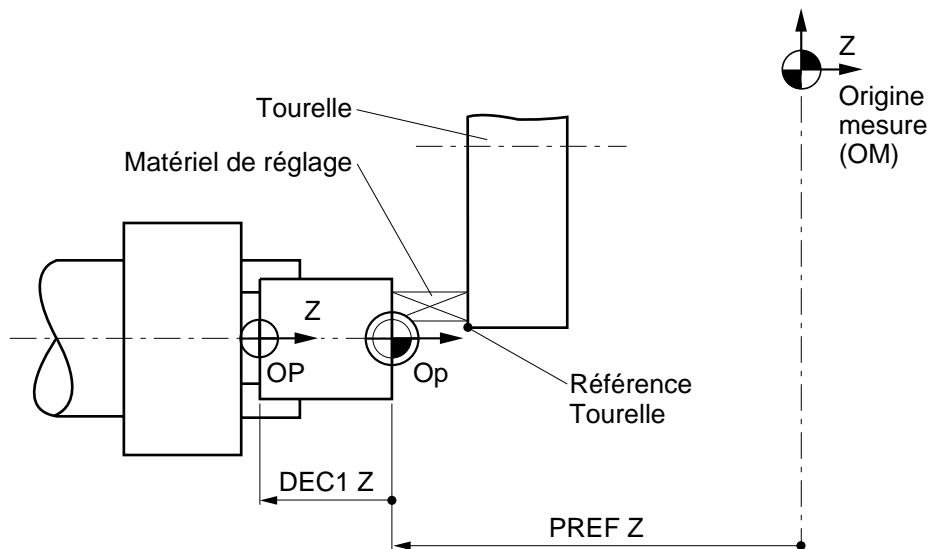 Z
Origine
mesure
(OM)
Tourelle
Matériel de réglage
Z
OP
Op
Référence
Tourelle
DEC1 Z
PREF Z